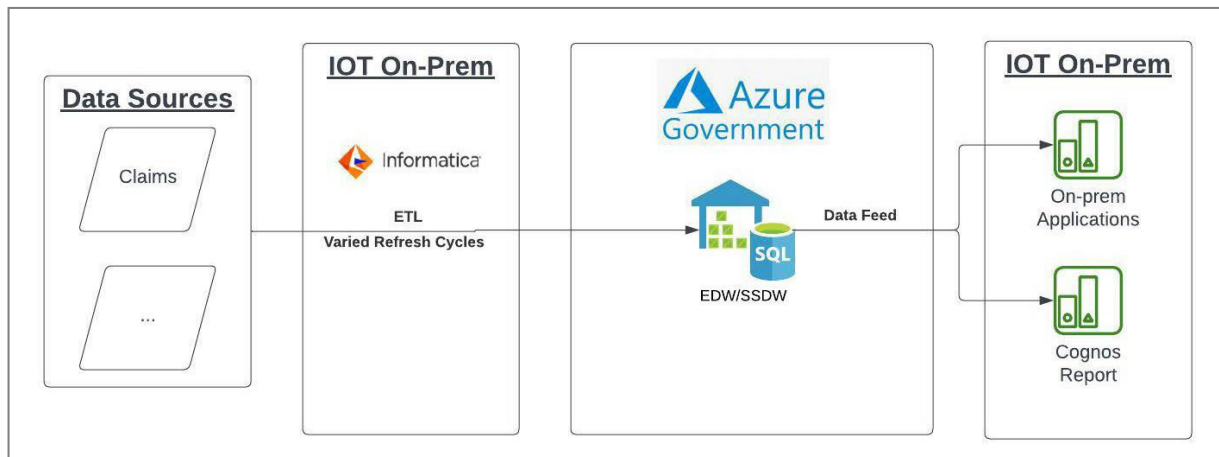 Data Sources
Claims
...
IOT On-Prem
Informatica
ETL
Varied Refresh Cycles
Azure
Government
SQL
EDW/SSDW
Data Feed
IOT On-Prem
On-prem
Applications
Cognos
Report